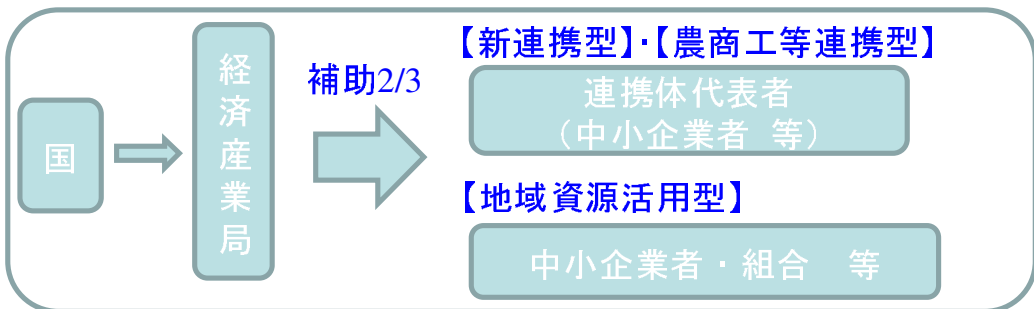 国
経済産業局
補助2/3
【新連携型】・【農商工等連携型】
連携体代表者
（中小企業者 等）
【地域資源活用型】
中小企業者・組合 等